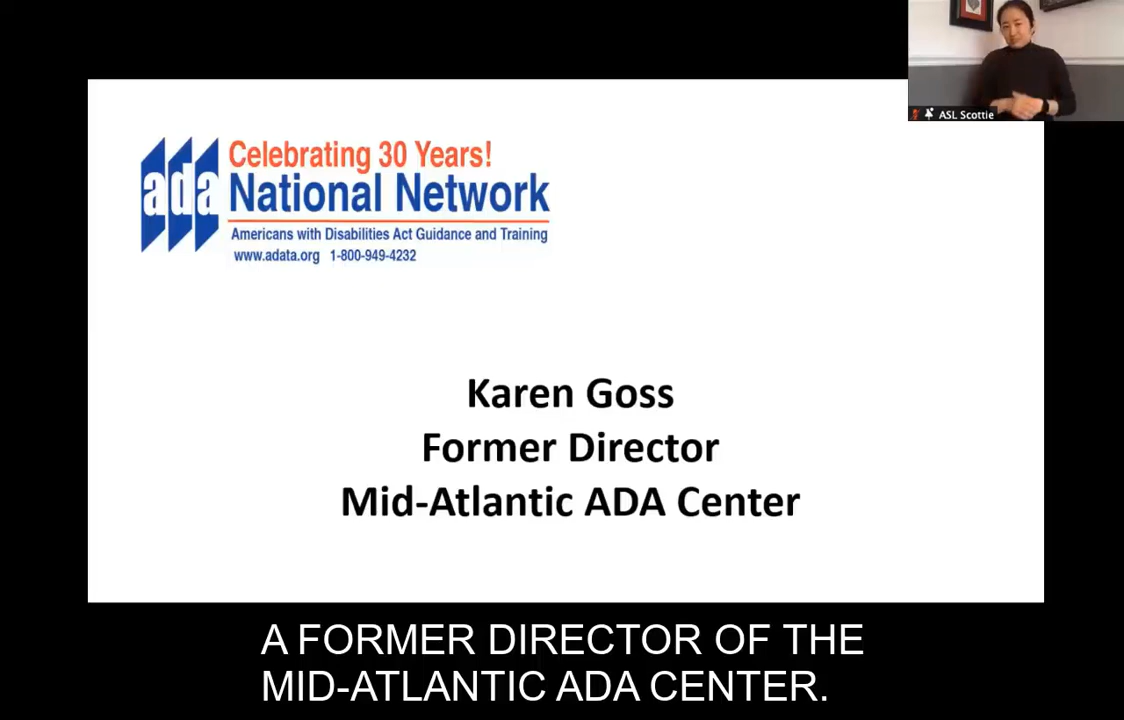 ASL Scottie
ada
Celebrating 30 Years!
National Network
Americans with Disabilities Act Guidance and Training
www.adata.org 1-800-949-4232
Karen Goss
Former Director
Mid-Atlantic ADA Center
A FORMER DIRECTOR OF THE
MID-ATLANTIC ADA CENTER.